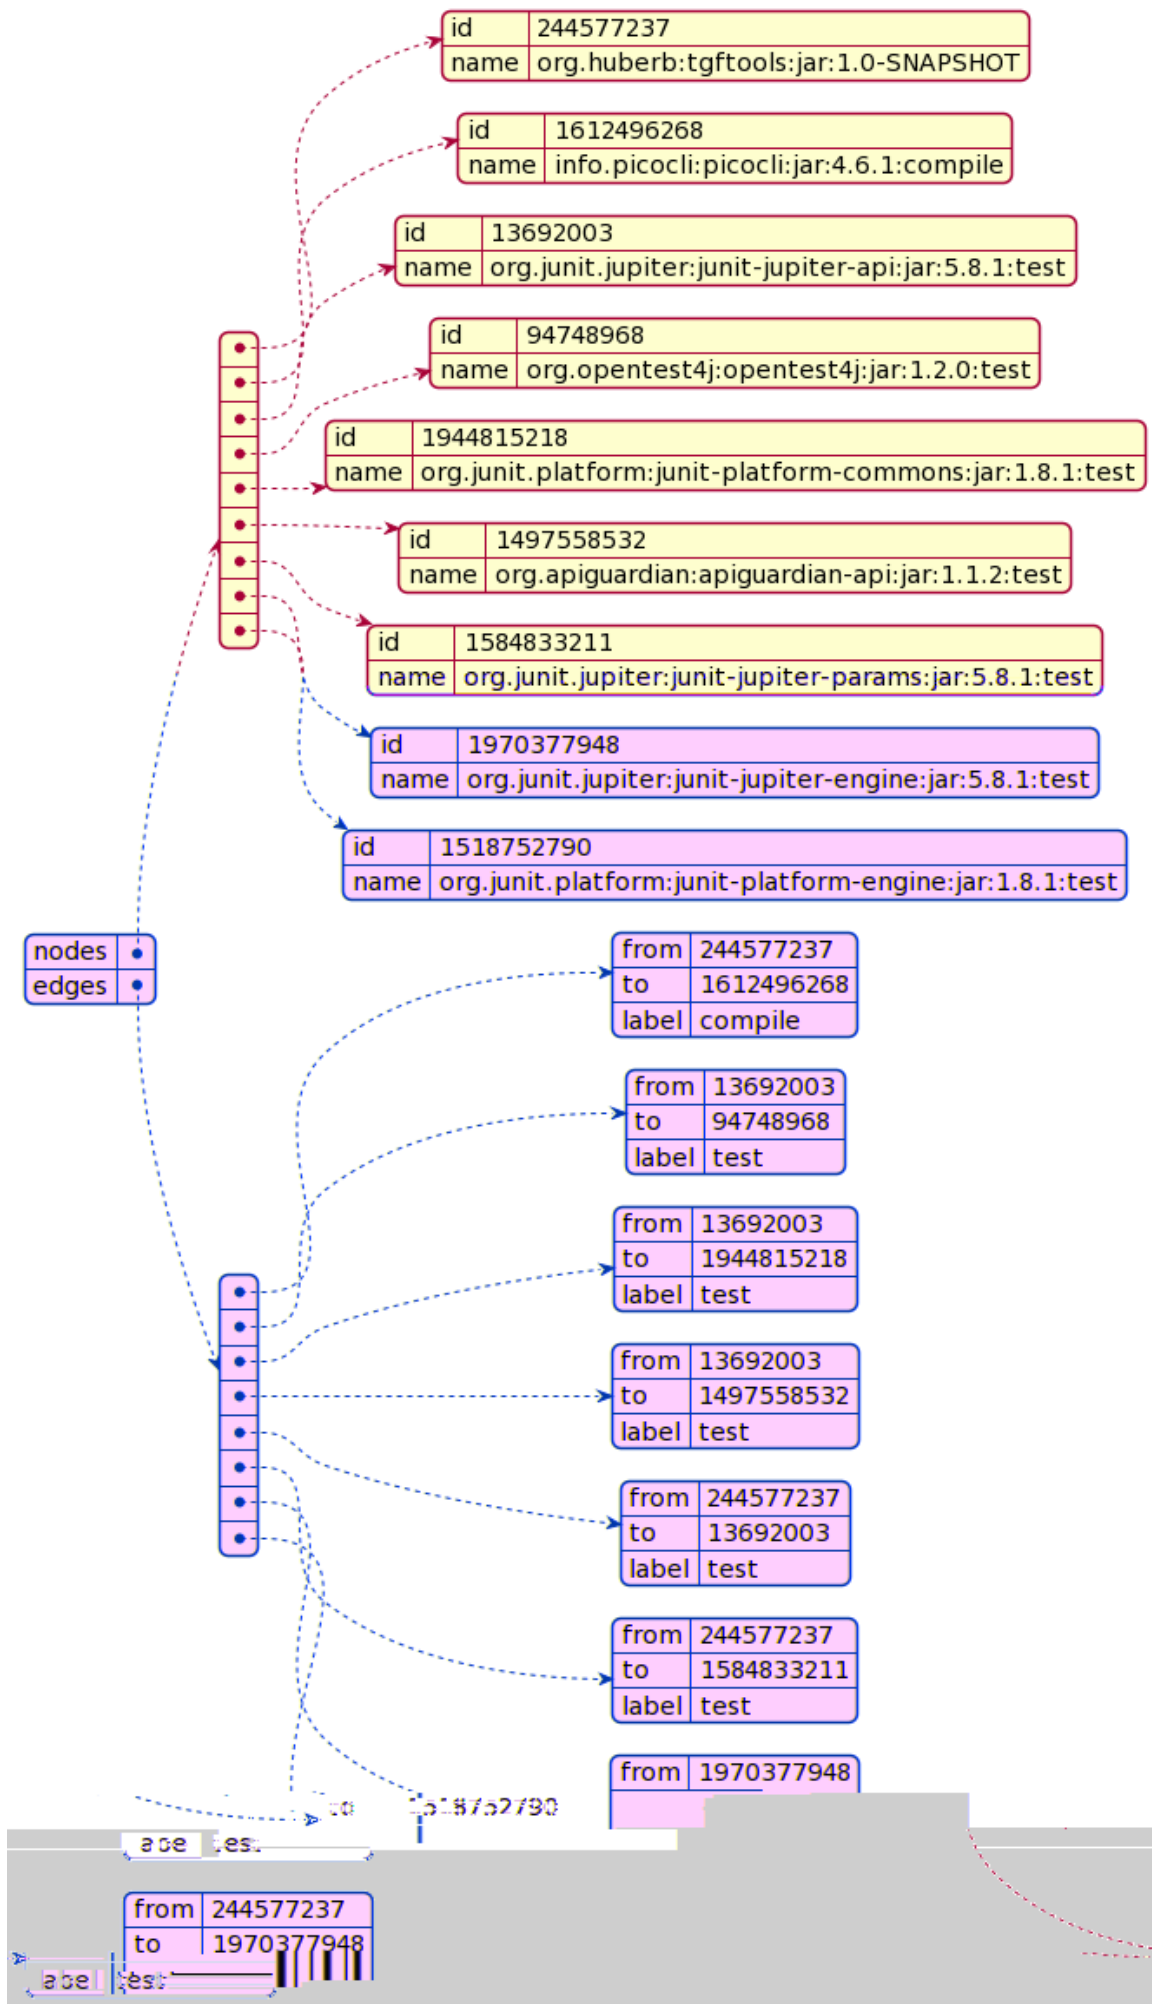 id 244577237
name org.huberb:tgftools:jar:1.0-SNAPSHOT
id 1612496268
name info.picocli:picocli:jar:4.6.1:compile
id 13692003
name org.junit.jupiter:junit-jupiter-api:jar:5.8.1:test
id 94748968
name org.opentest4j:opentest4j:jar:1.2.0:test
id 1944815218
name org.junit.platform:junit-platform-commons:jar:1.8.1:test
id 1497558532
name org.apiguardian:apiguardian-api:jar:1.1.2:test
id 1584833211
name org.junit.jupiter:junit-jupiter-params:jar:5.8.1:test
id 1970377948
name org.junit.jupiter:junit-jupiter-engine:jar:5.8.1:test
id 1518752790
name org.junit.platform:junit-platform-engine:jar:1.8.1:test
nodes
edges
from 244577237
to 1612496268
label compile
from 13692003
to 94748968
label test
from 13692003
to 1944815218
label test
from 13692003
to 1497558532
label test
from 244577237
to 13692003
label test
from 244577237
to 1584833211
label test
from 1970377948
to 1518752790
from 244577237
to 1970377948
label test